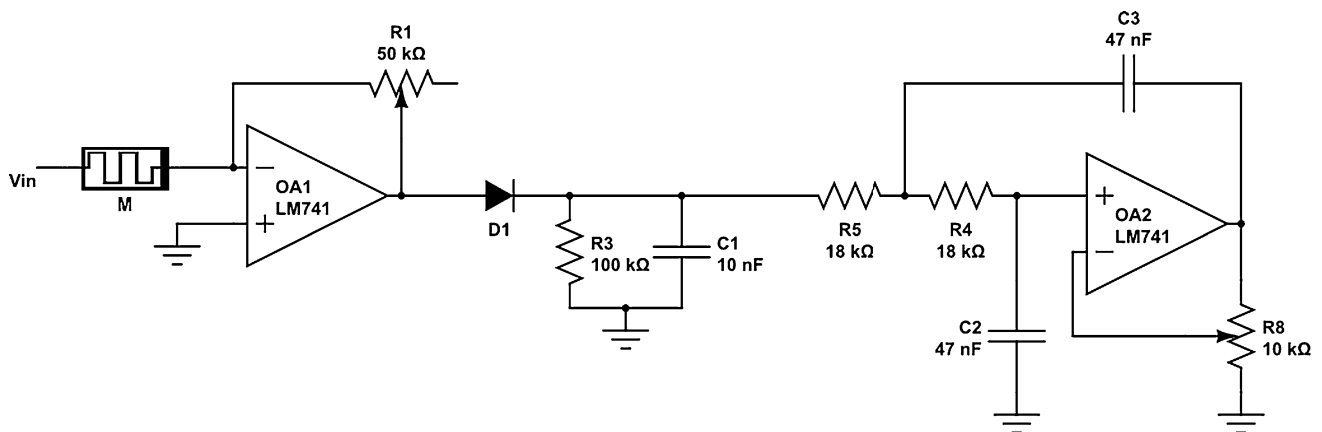 R1
50 kΩ
C3
47 nF
Vin
M
−
+
OA1
LM741
D1
R3
100 kΩ
C1
10 nF
R5
18 kΩ
R4
18 kΩ
C2
47 nF
+
−
OA2
LM741
R8
10 kΩ